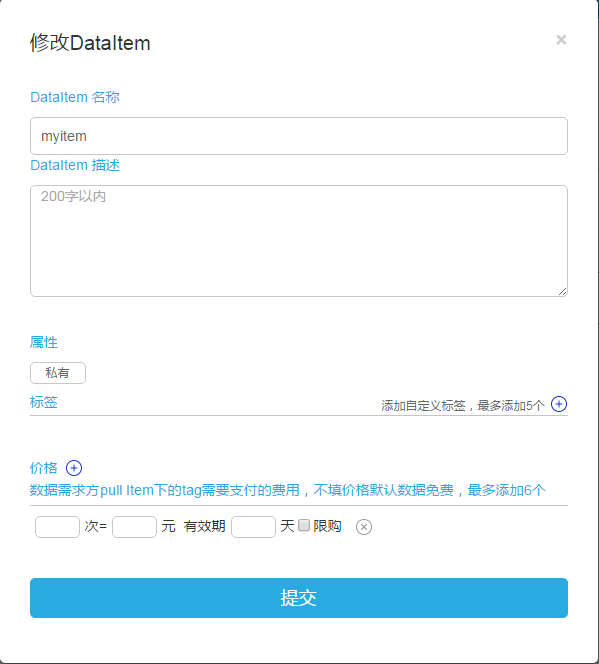 修改DataItem ×
DataItem 名称
myitem
DataItem 描述
200字以内
属性
私有
标签 添加自定义标签，最多添加5个
价格
数据需求方pull Item下的tag需要支付的费用，不填价格默认数据免费，最多添加6个
次= 元 有效期 天 限购
提交